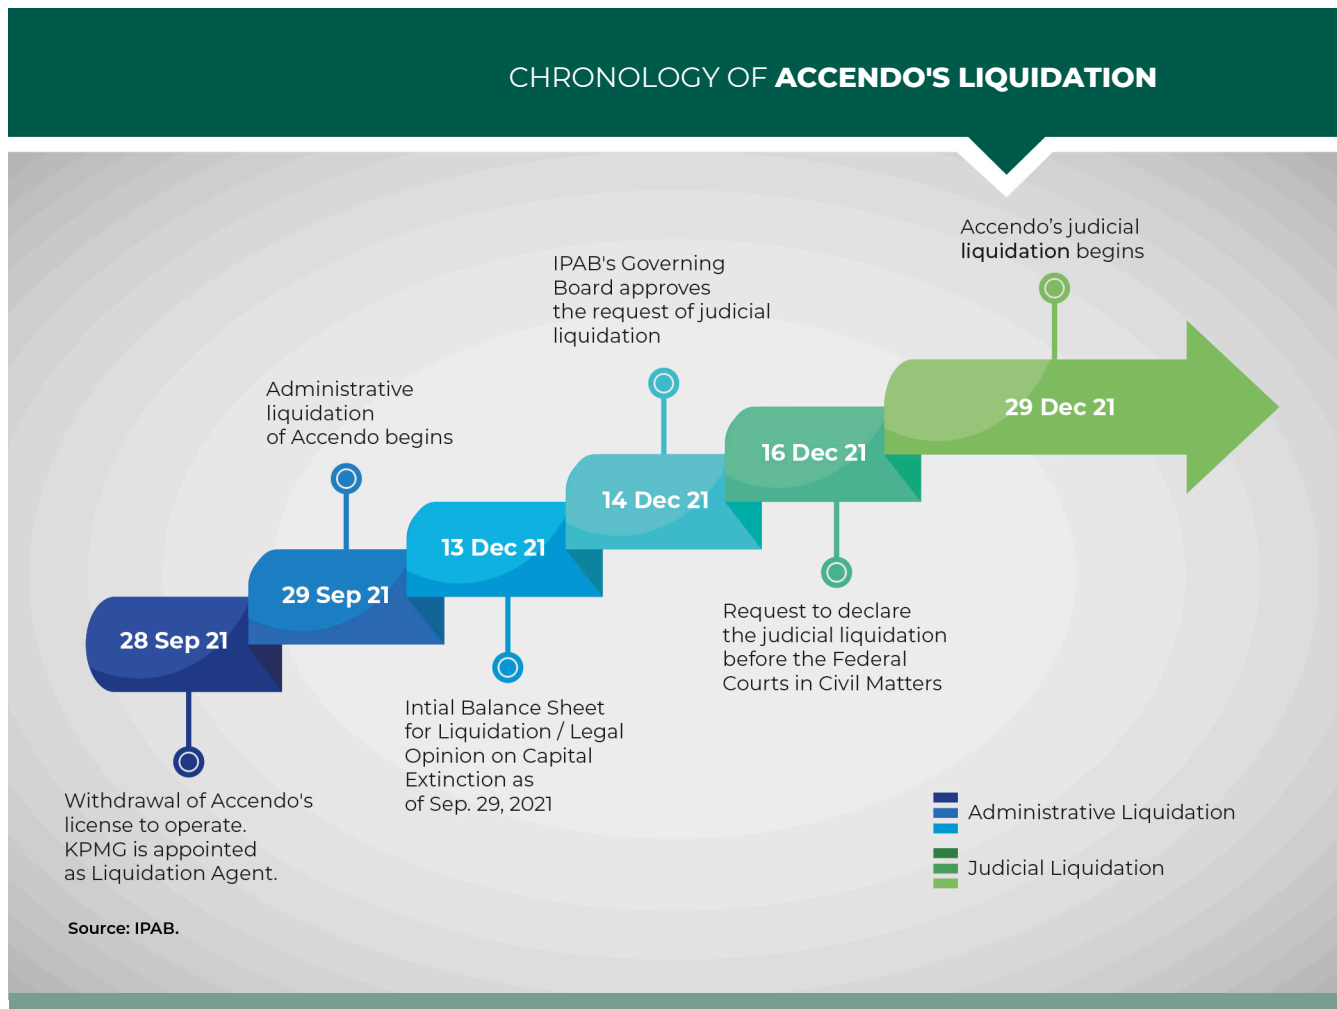 CHRONOLOGY OF ACCENDO'S LIQUIDATION
28 Sep 21
Withdrawal of Accendo's
license to operate.
KPMG is appointed
as Liquidation Agent.
Administrative
liquidation
of Accendo begins
29 Sep 21
13 Dec 21
Intial Balance Sheet
for Liquidation / Legal
Opinion on Capital
Extinction as
of Sep. 29, 2021
IPAB's Governing
Board approves
the request of judicial
liquidation
14 Dec 21
16 Dec 21
Request to declare
the judicial liquidation
before the Federal
Courts in Civil Matters
Accendo’s judicial
liquidation begins
29 Dec 21
Administrative Liquidation
Judicial Liquidation
Source: IPAB.